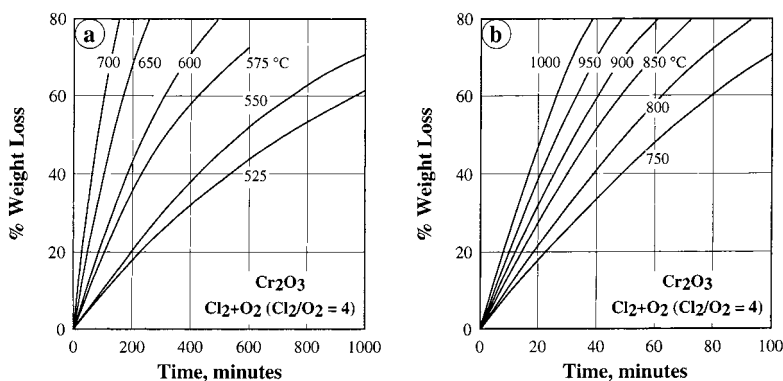 a
% Weight Loss
80
60
40
20
0
700
650
600
575 °C
550
525
Cr2O3
Cl2+O2 (Cl2/O2 = 4)
0
200
400
600
800
1000
Time, minutes
b
% Weight Loss
80
60
40
20
0
1000
950
900
850 °C
800
750
Cr2O3
Cl2+O2 (Cl2/O2 = 4)
0
20
40
60
80
100
Time, minutes